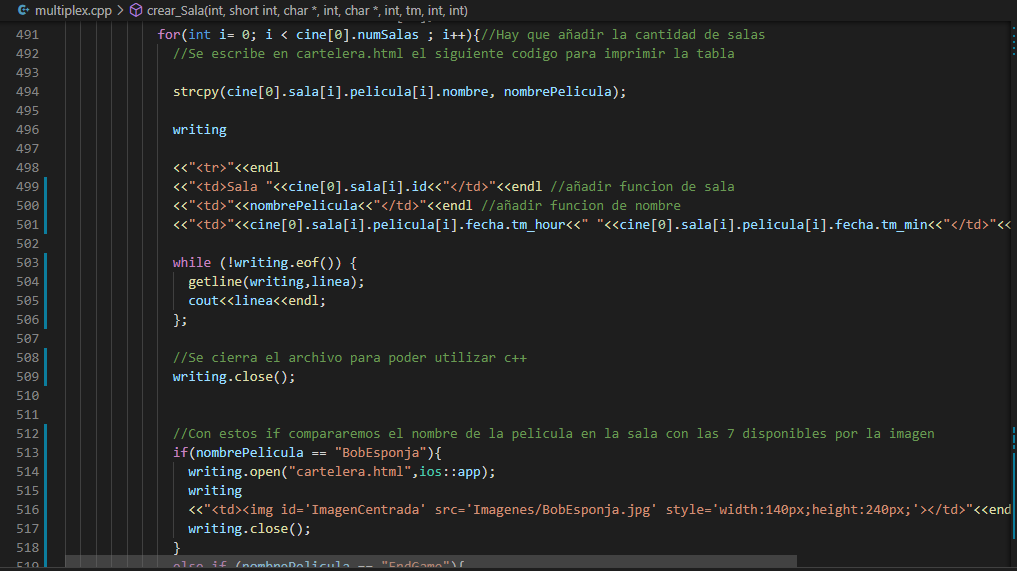 multiplex.cpp > crear_Sala(int, short int, char *, int, char *, int, tm, int, int)
491 for(int i= 0; i < cine[0].numSalas ; i++){//Hay que añadir la cantidad de salas
492 //Se escribe en cartelera.html el siguiente codigo para imprimir la tabla
493
494 strcpy(cine[0].sala[i].pelicula[i].nombre, nombrePelicula);
495
496 writing
497
498 <<"<tr>"<<endl
499 <<"<td>Sala "<<cine[0].sala[i].id<<"</td>"<<endl //añadir funcion de sala
500 <<"<td>"<<nombrePelicula<<"</td>"<<endl //añadir funcion de nombre
501 <<"<td>"<<cine[0].sala[i].pelicula[i].fecha.tm_hour<<" "<<cine[0].sala[i].pelicula[i].fecha.tm_min<<"</td>"<<
502
503 while (!writing.eof()) {
504 getline(writing,linea);
505 cout<<linea<<endl;
506 };
507
508 //Se cierra el archivo para poder utilizar c++
509 writing.close();
510
511
512 //Con estos if compararemos el nombre de la pelicula en la sala con las 7 disponibles por la imagen
513 if(nombrePelicula == "BobEsponja"){
514 writing.open("cartelera.html",ios::app);
515 writing
516 <<"<td><img id='ImagenCentrada' src='Imagenes/BobEsponja.jpg' style='width:140px;height:240px;'></td>"<<end
517 writing.close();
518 }
519 else if (nombrePelicula == "EndGame"){